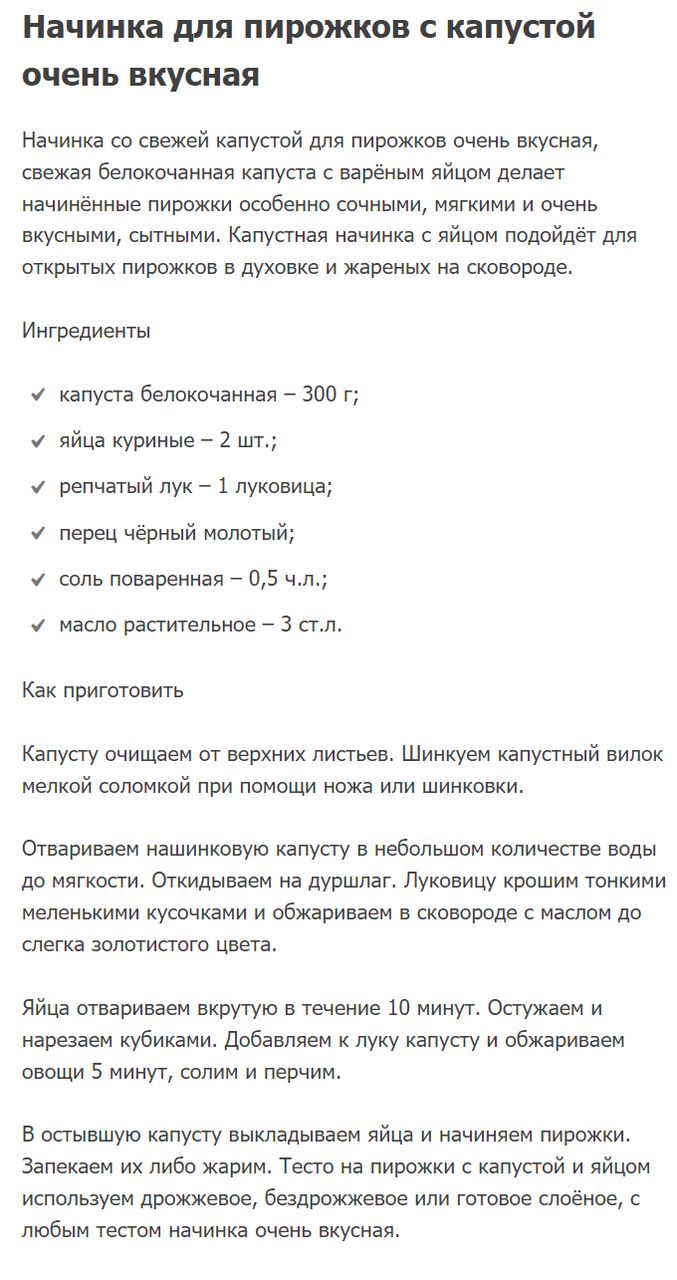 Начинка для пирожков с капустой
очень вкусная
Начинка со свежей капустой для пирожков очень вкусная,
свежая белокочанная капуста с варёным яйцом делает
начинённые пирожки особенно сочными, мягкими и очень
вкусными, сытными. Капустная начинка с яйцом подойдёт для
открытых пирожков в духовке и жареных на сковороде.
Ингредиенты
капуста белокочанная – 300 г;
яйца куриные – 2 шт.;
репчатый лук – 1 луковица;
перец чёрный молотый;
соль поваренная – 0,5 ч.л.;
масло растительное – 3 ст.л.
Как приготовить
Капусту очищаем от верхних листьев. Шинкуем капустный вилок
мелкой соломкой при помощи ножа или шинковки.
Отвариваем нашинковую капусту в небольшом количестве воды
до мягкости. Откидываем на дуршлаг. Луковицу крошим тонкими
меленькими кусочками и обжариваем в сковороде с маслом до
слегка золотистого цвета.
Яйца отвариваем вкрутую в течение 10 минут. Остужаем и
нарезаем кубиками. Добавляем к луку капусту и обжариваем
овощи 5 минут, солим и перчим.
В остывшую капусту выкладываем яйца и начиняем пирожки.
Запекаем их либо жарим. Тесто на пирожки с капустой и яйцом
используем дрожжевое, бездрожжевое или готовое слоёное, с
любым тестом начинка очень вкусная.